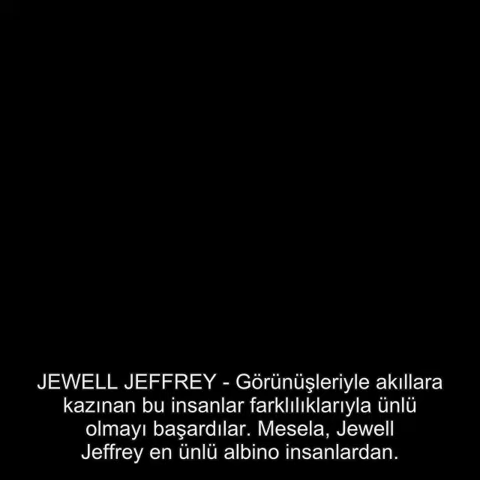 JEWELL JEFFREY - Görünüşleriyle akıllara
kazınan bu insanlar farklılıklarıyla ünlü
olmayı başardılar. Mesela, Jewell
Jeffrey en ünlü albino insanlardan.